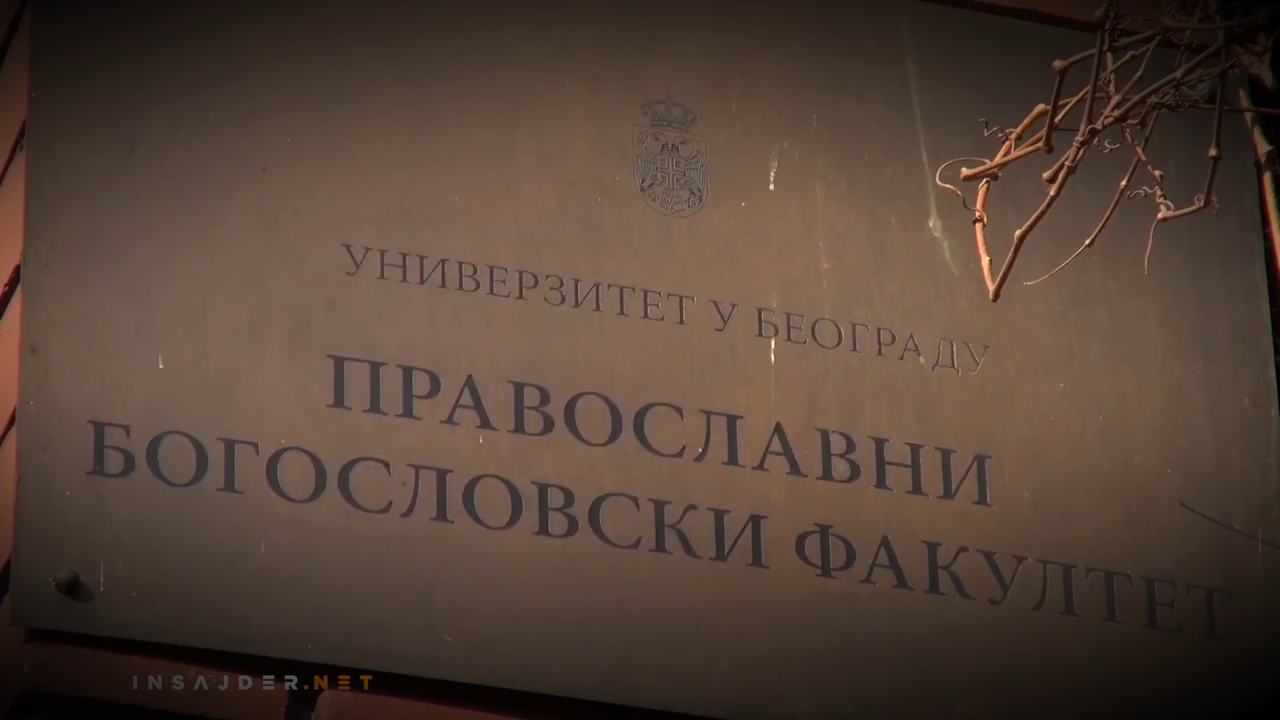 УНИВЕРЗИТЕТ У БЕОГРАДУ
ПРАВОСЛАВНИ
БОГОСЛОВСКИ ФАКУЛТЕТ
INSAJDER.NET